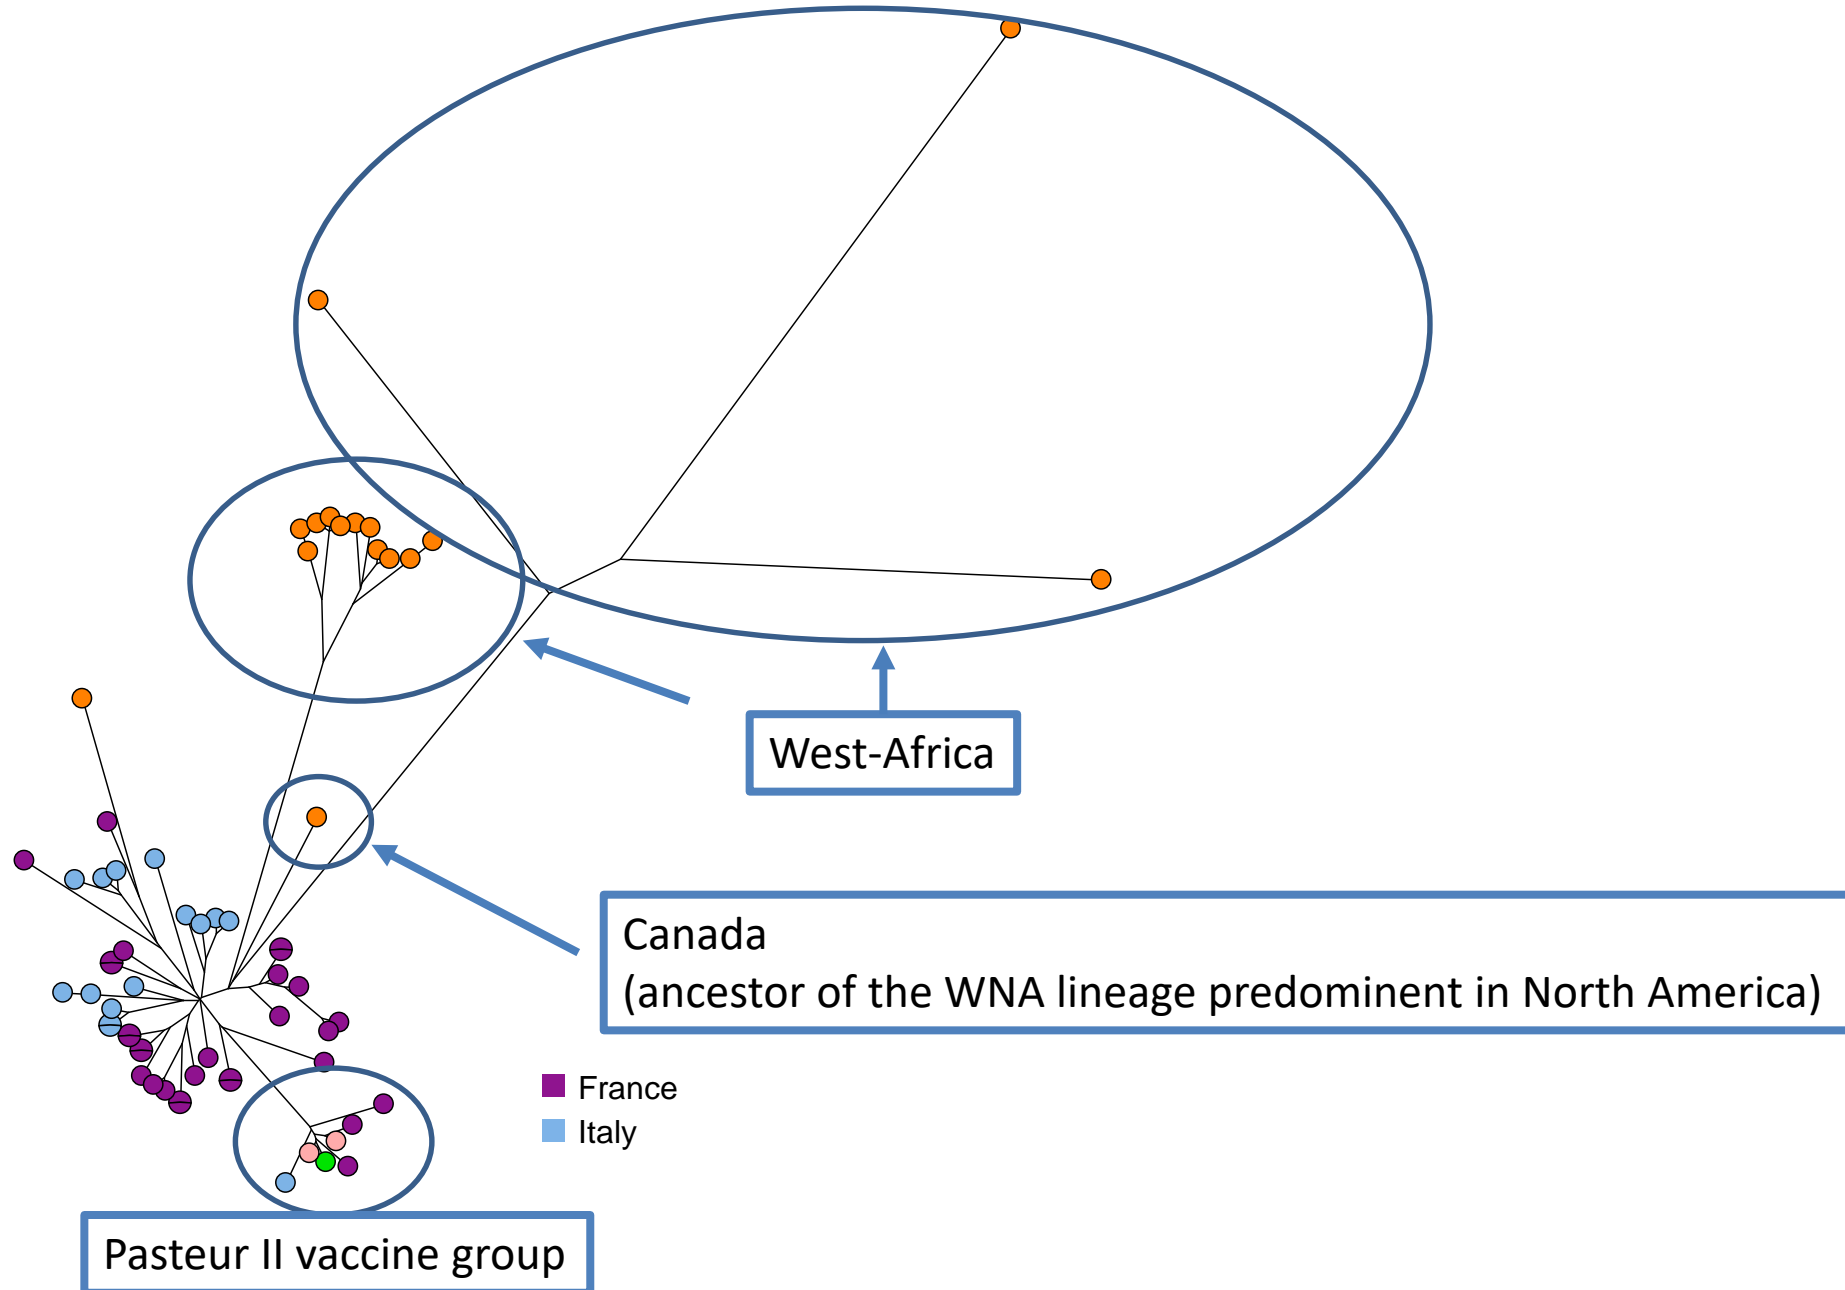 West-Africa
Canada
(ancestor of the WNA lineage predominent in North America)
France
Italy
Pasteur II vaccine group